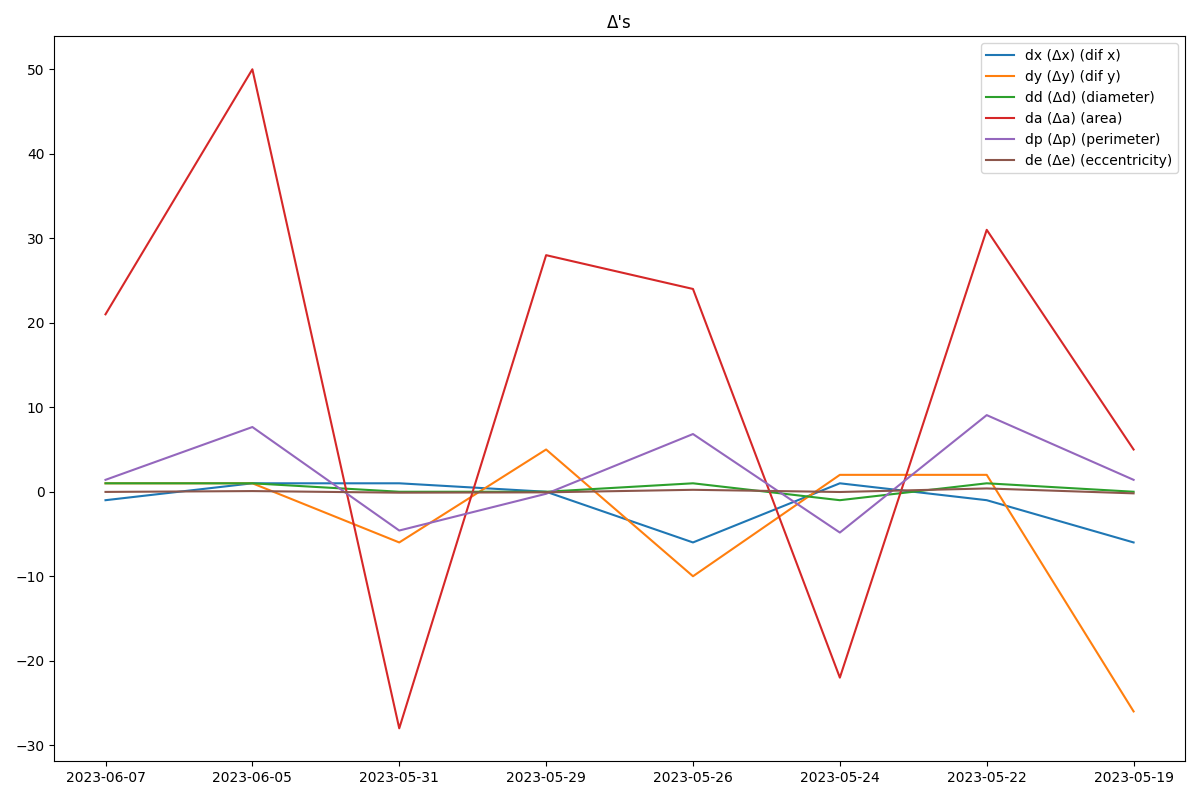 Δ's
dx (Δx) (dif x)
dy (Δy) (dif y)
dd (Δd) (diameter)
da (Δa) (area)
dp (Δp) (perimeter)
de (Δe) (eccentricity)
50
40
30
20
10
0
−10
−20
−30
2023-06-07 2023-06-05 2023-05-31 2023-05-29 2023-05-26 2023-05-24 2023-05-22 2023-05-19